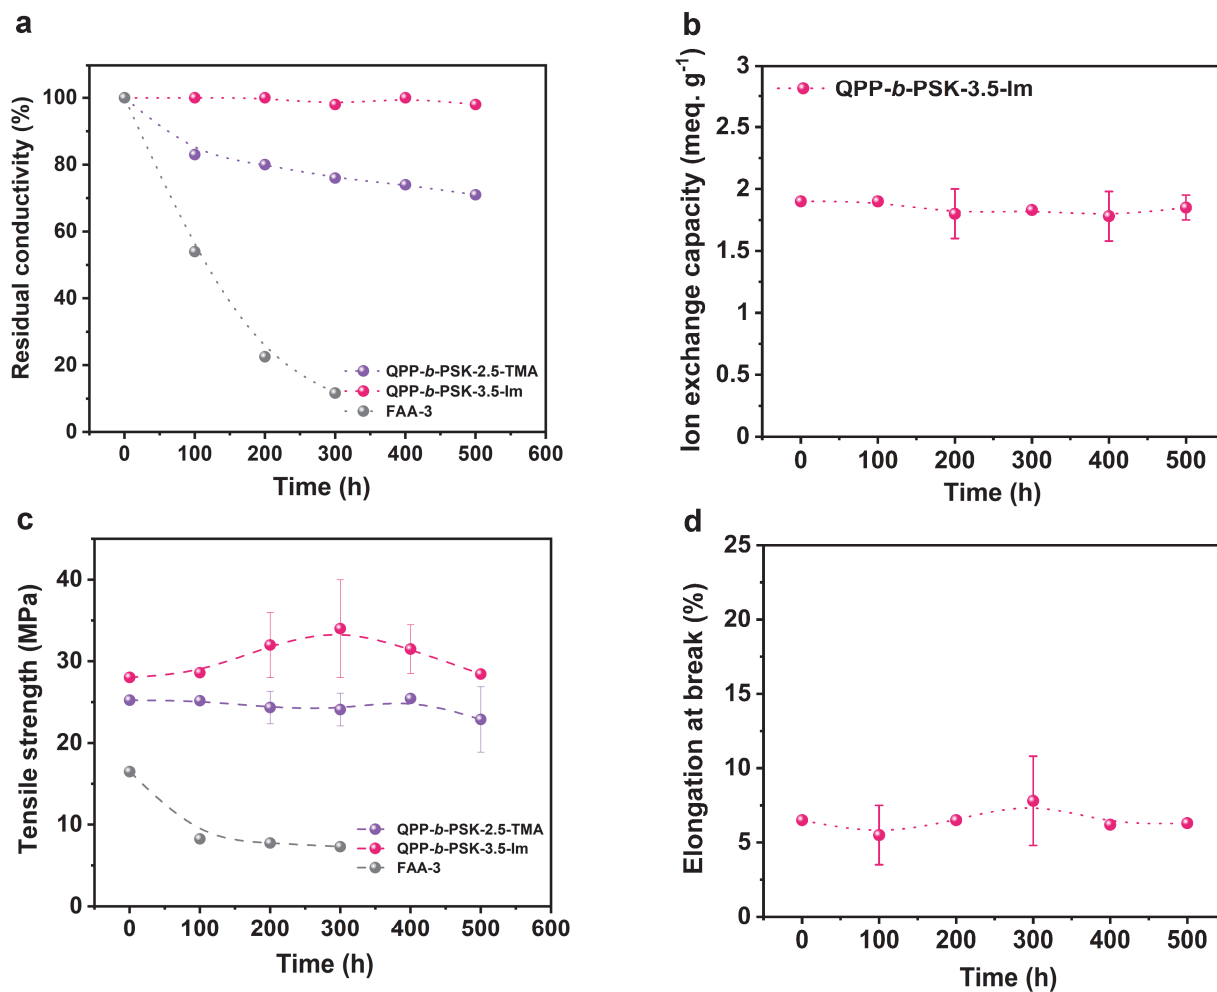 a
Residual conductivity (%)
100
80
60
40
20
0
0 100 200 300 400 500 600
Time (h)
QPP-b-PSK-2.5-TMA
QPP-b-PSK-3.5-Im
FAA-3
b
Ion exchange capacity (meq. g⁻¹)
3
2.5
2
1.5
1
0.5
0
0 100 200 300 400 500
Time (h)
QPP-b-PSK-3.5-Im
c
Tensile strength (MPa)
40
30
20
10
0
0 100 200 300 400 500 600
Time (h)
QPP-b-PSK-2.5-TMA
QPP-b-PSK-3.5-Im
FAA-3
d
Elongation at break (%)
25
20
15
10
5
0
0 100 200 300 400 500
Time (h)